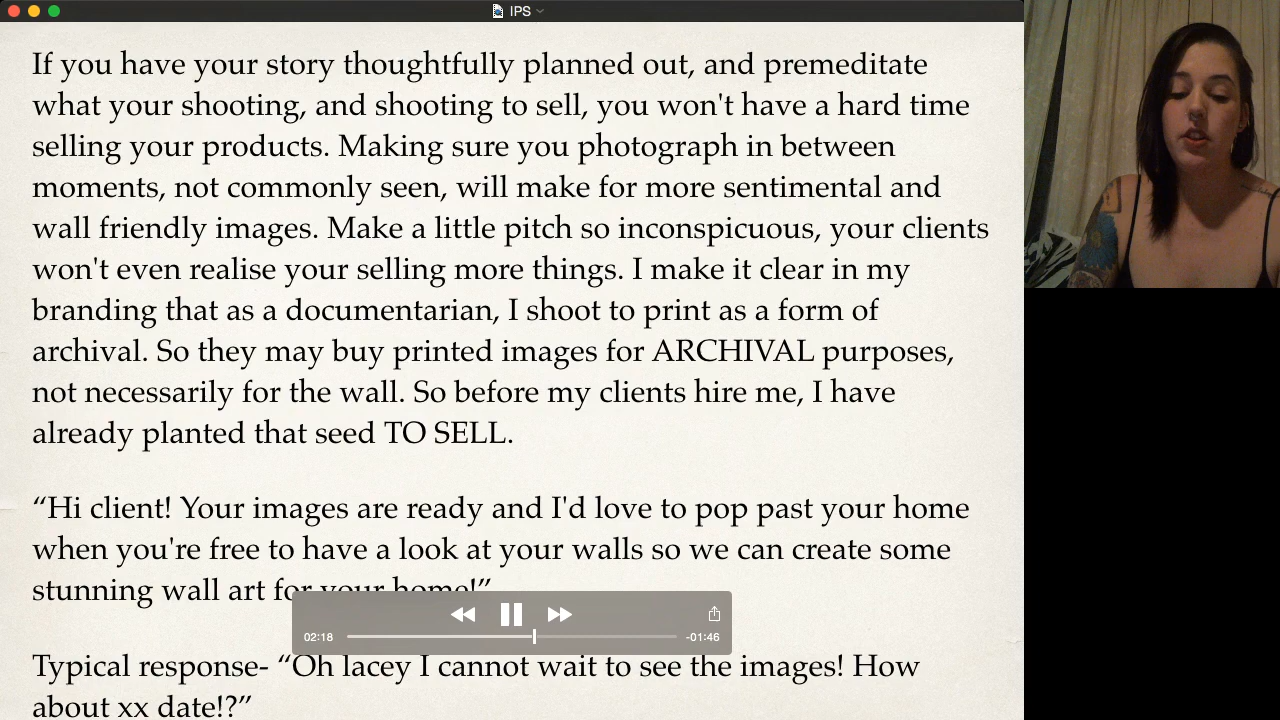 IPS
If you have your story thoughtfully planned out, and premeditate
what your shooting, and shooting to sell, you won't have a hard time
selling your products. Making sure you photograph in between
moments, not commonly seen, will make for more sentimental and
wall friendly images. Make a little pitch so inconspicuous, your clients
won't even realise your selling more things. I make it clear in my
branding that as a documentarian, I shoot to print as a form of
archival. So they may buy printed images for ARCHIVAL purposes,
not necessarily for the wall. So before my clients hire me, I have
already planted that seed TO SELL.
“Hi client! Your images are ready and I'd love to pop past your home
when you're free to have a look at your walls so we can create some
stunning wall art for your home!”
02:18 -01:46
Typical response- “Oh lacey I cannot wait to see the images! How
about xx date!?”